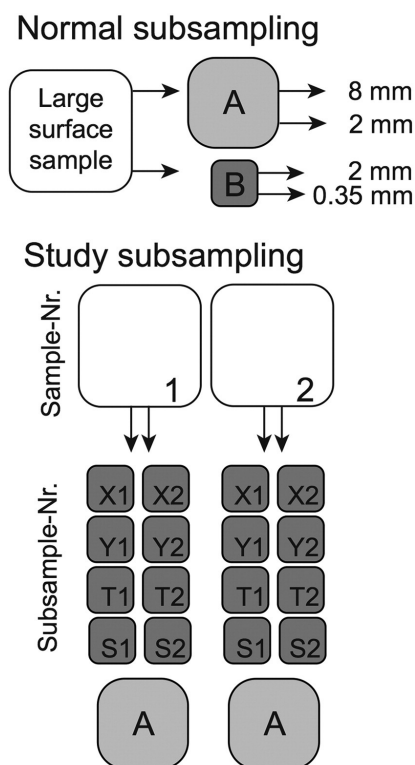 Normal subsampling
Large
surface
sample
A
8 mm
2 mm
B
2 mm
0.35 mm
Study subsampling
Sample-Nr.
1
2
Subsample-Nr.
X1 X2 X1 X2
Y1 Y2 Y1 Y2
T1 T2 T1 T2
S1 S2 S1 S2
A A